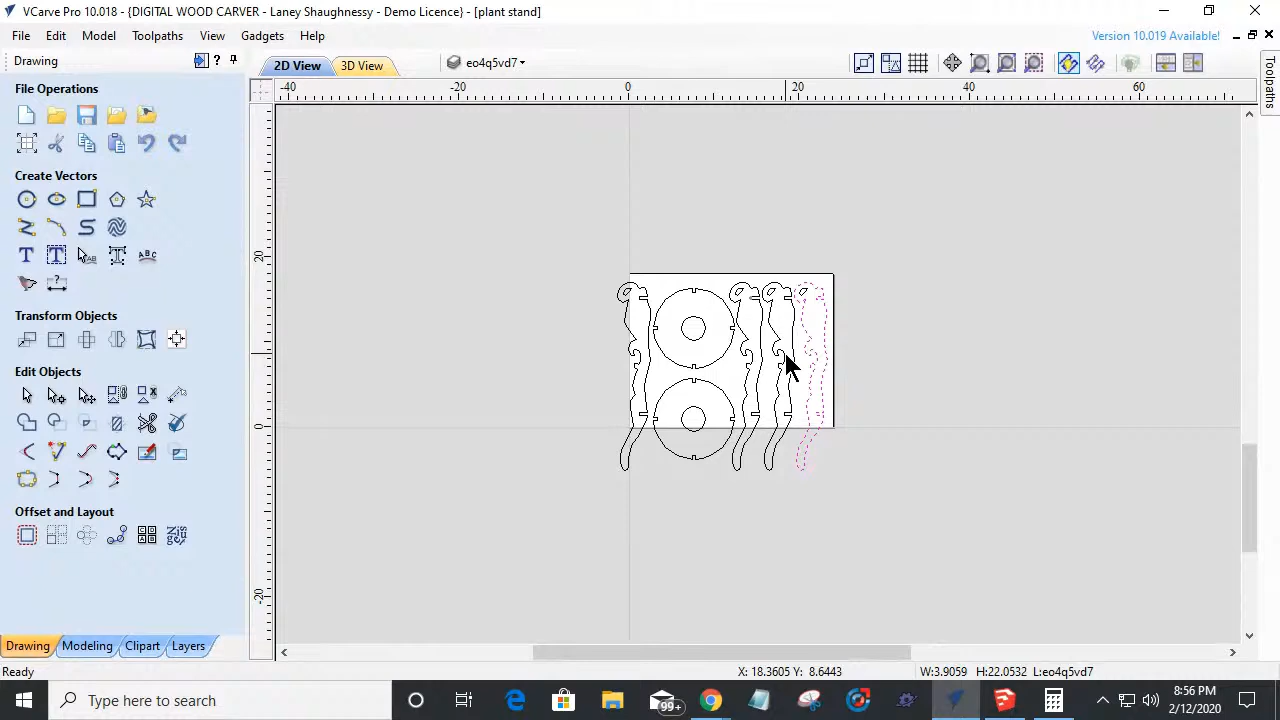 VCarve Pro 10.018 - {DIGITAL WOOD CARVER - Laney Shaughnessy - Demo Licence} - [plant stand]
File Edit Model Toolpaths View Gadgets Help
Version 10.019 Available!
Drawing
2D View
3D View
eo4q5vd7
Toolpaths
File Operations
-40 -20 0 20 40 60
20
0
-20
Create Vectors
Transform Objects
Edit Objects
Offset and Layout
Drawing Modeling Clipart Layers
Ready
X: 18.3605 Y: 8.6443
W:3.9059 H:22.0532 L:eo4q5vd7
Type here to search
99+
8:56 PM
2/12/2020